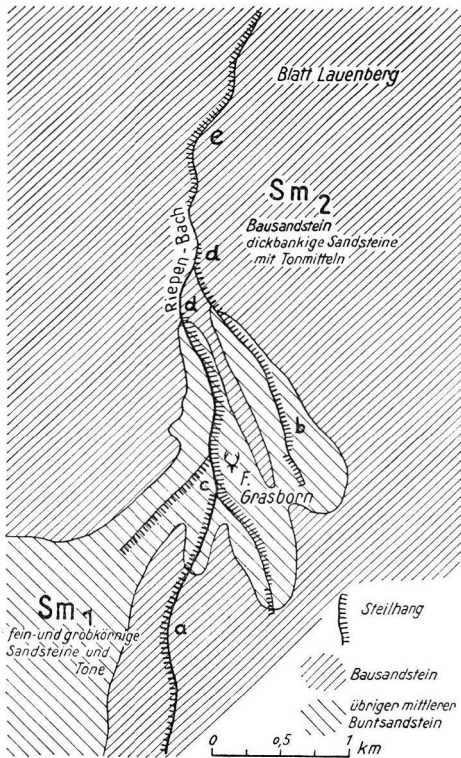 Blatt Lauenberg
e
Sm2
Bausandstein
dickbankige Sandsteine
mit Tonmitteln
Riepen-Bach
d
d
b
F.
Grasborn
c
Sm1
fein-und grobkörnige
Sandsteine und
Tone
a
Steilhang
Bausandstein
übriger mittlerer
Buntsandstein
0 0,5 1
km